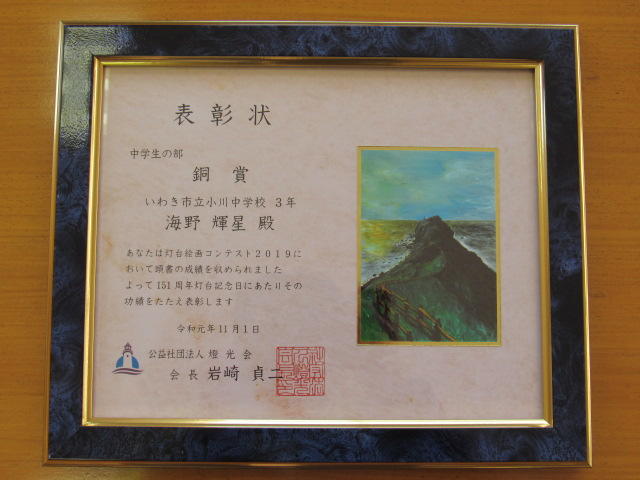 表彰状
中学生の部
銅賞
いわき市立小川中学校 3年
海野 輝星 殿
あなたは灯台絵画コンテスト2019に
おいて頭書の成績を収められました
よって151周年灯台記念日にあたりその
功績をたたえ表彰します
令和元年11月1日
公益社団法人 燈光会
会長 岩崎 貞二